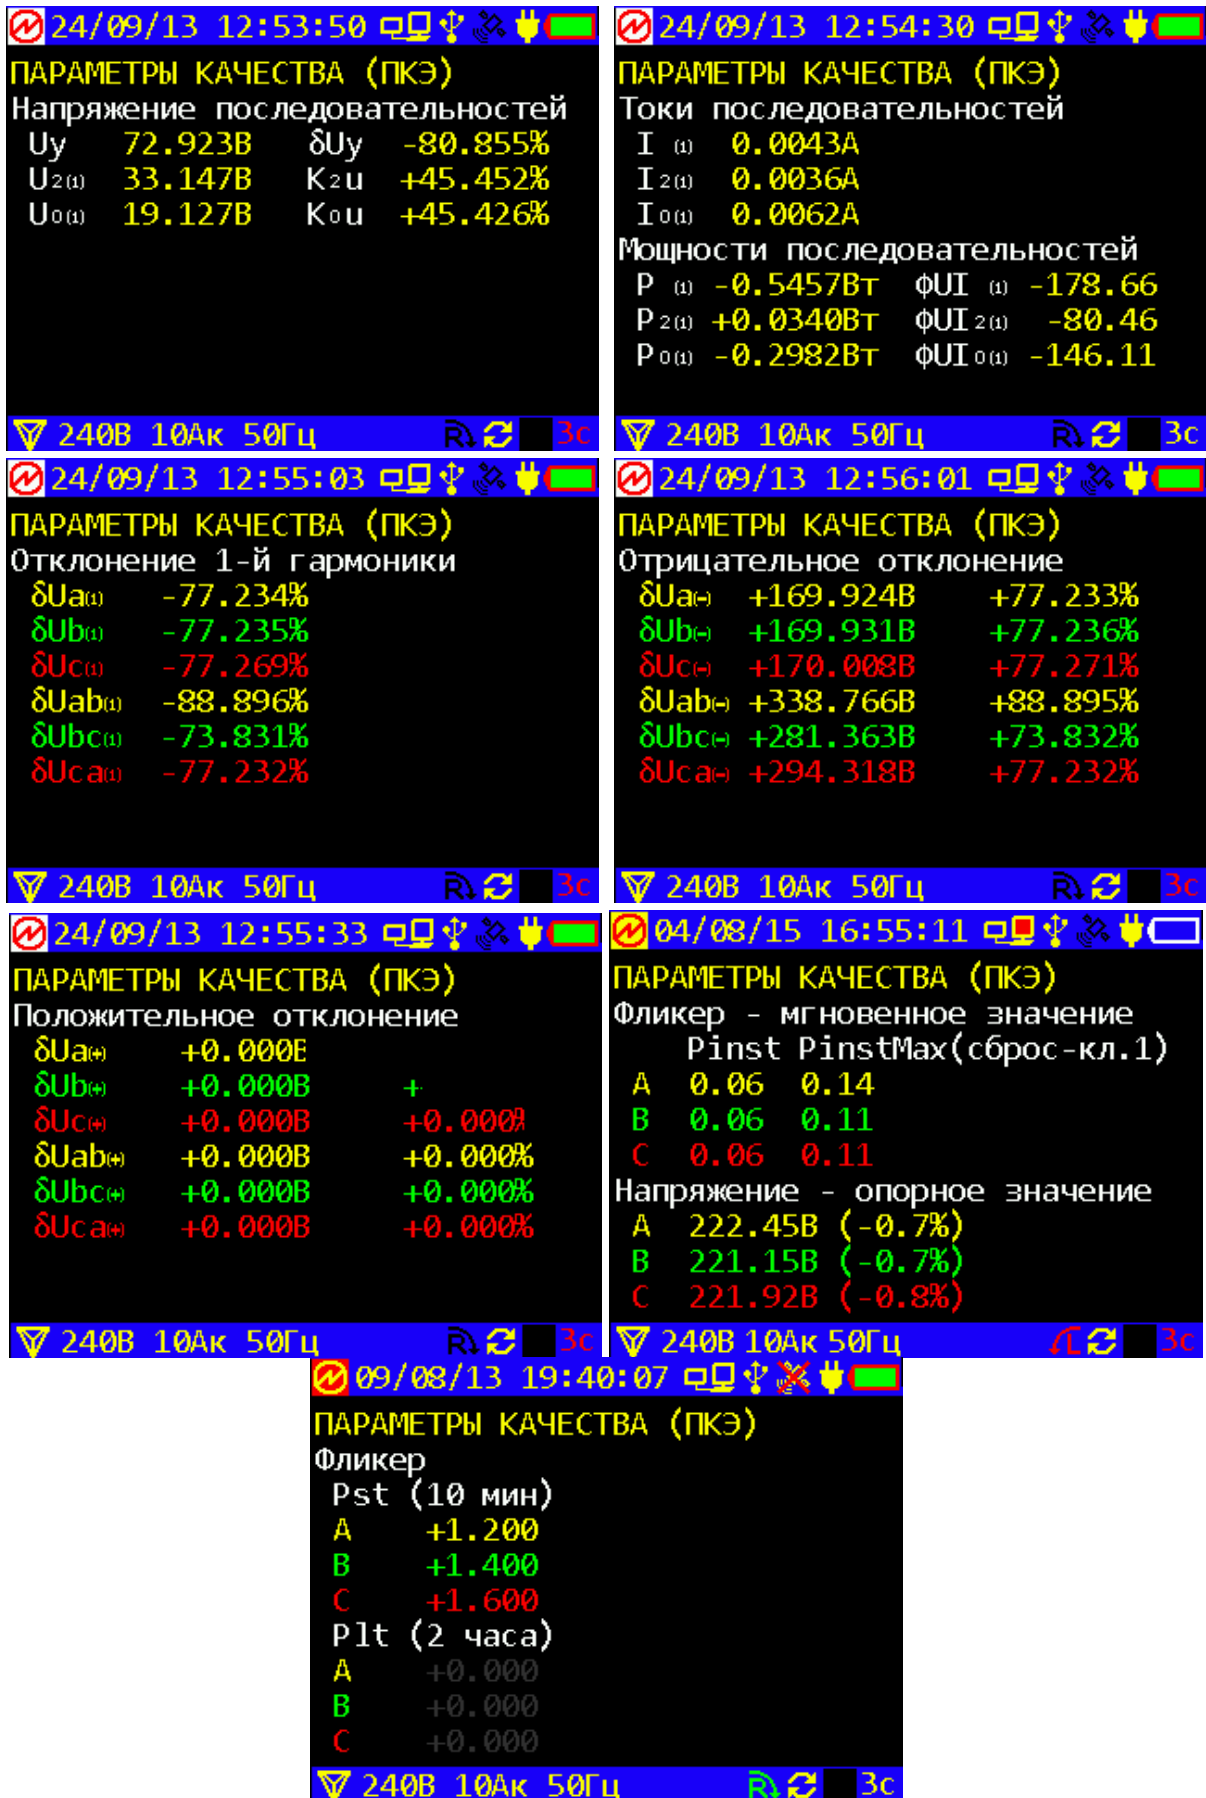 24/09/13 12:53:50
ПАРАМЕТРЫ КАЧЕСТВА (ПКЭ)
Напряжение последовательностей
Uy 72.923В δUy -80.855%
U2(1) 33.147В K2u +45.452%
U0(1) 19.127В K0u +45.426%
240В 10Ак 50Гц R 3с
24/09/13 12:54:30
ПАРАМЕТРЫ КАЧЕСТВА (ПКЭ)
Токи последовательностей
I (1) 0.0043А
I2(1) 0.0036А
I0(1) 0.0062А
Мощности последовательностей
P (1) -0.5457Вт ϕUI (1) -178.66
P2(1) +0.0340Вт ϕUI2(1) -80.46
P0(1) -0.2982Вт ϕUI0(1) -146.11
240В 10Ак 50Гц R 3с
24/09/13 12:55:03
ПАРАМЕТРЫ КАЧЕСТВА (ПКЭ)
Отклонение 1-й гармоники
δUa(1) -77.234%
δUb(1) -77.235%
δUc(1) -77.269%
δUab(1) -88.896%
δUbc(1) -73.831%
δUca(1) -77.232%
240В 10Ак 50Гц R 3с
24/09/13 12:56:01
ПАРАМЕТРЫ КАЧЕСТВА (ПКЭ)
Отрицательное отклонение
δUa(-) +169.924В +77.233%
δUb(-) +169.931В +77.236%
δUc(-) +170.008В +77.271%
δUab(-) +338.766В +88.895%
δUbc(-) +281.363В +73.832%
δUca(-) +294.318В +77.232%
240В 10Ак 50Гц R 3с
24/09/13 12:55:33
ПАРАМЕТРЫ КАЧЕСТВА (ПКЭ)
Положительное отклонение
δUa(+) +0.000
δUb(+) +0.000В +
δUc(+) +0.000В +0.000
δUab(+) +0.000В +0.000%
δUbc(+) +0.000В +0.000%
δUca(+) +0.000В +0.000%
240В 10Ак 50Гц R 3с
04/08/15 16:55:11
ПАРАМЕТРЫ КАЧЕСТВА (ПКЭ)
Фликер - мгновенное значение
Pinst PinstMax(сброс-кл.1)
A 0.06 0.14
B 0.06 0.11
C 0.06 0.11
Напряжение - опорное значение
A 222.45В (-0.7%)
B 221.15В (-0.7%)
C 221.92В (-0.8%)
240В 10Ак 50Гц L 3с
09/08/13 19:40:07
ПАРАМЕТРЫ КАЧЕСТВА (ПКЭ)
Фликер
Pst (10 мин)
A +1.200
B +1.400
C +1.600
Plt (2 часа)
A +0.000
B +0.000
C +0.000
240В 10Ак 50Гц R 3с